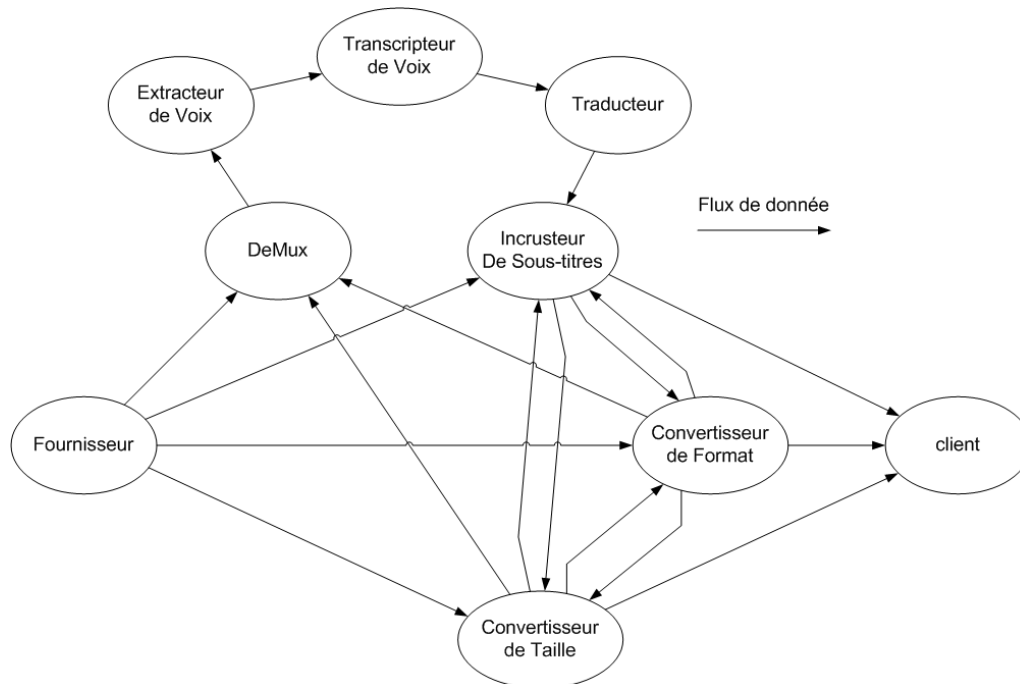 Transcripteur
de Voix
Extracteur
de Voix
Traducteur
Flux de donnée
DeMux
Incrusteur
De Sous-titres
Fournisseur
Convertisseur
de Format
client
Convertisseur
de Taille